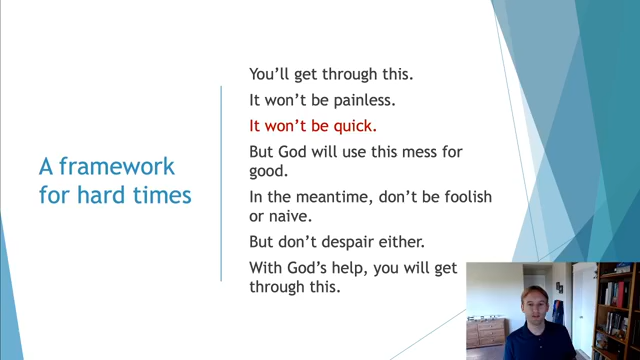 A framework
for hard times
You'll get through this.
It won't be painless.
It won't be quick.
But God will use this mess for
good.
In the meantime, don't be foolish
or naive.
But don't despair either.
With God's help, you will get
through this.